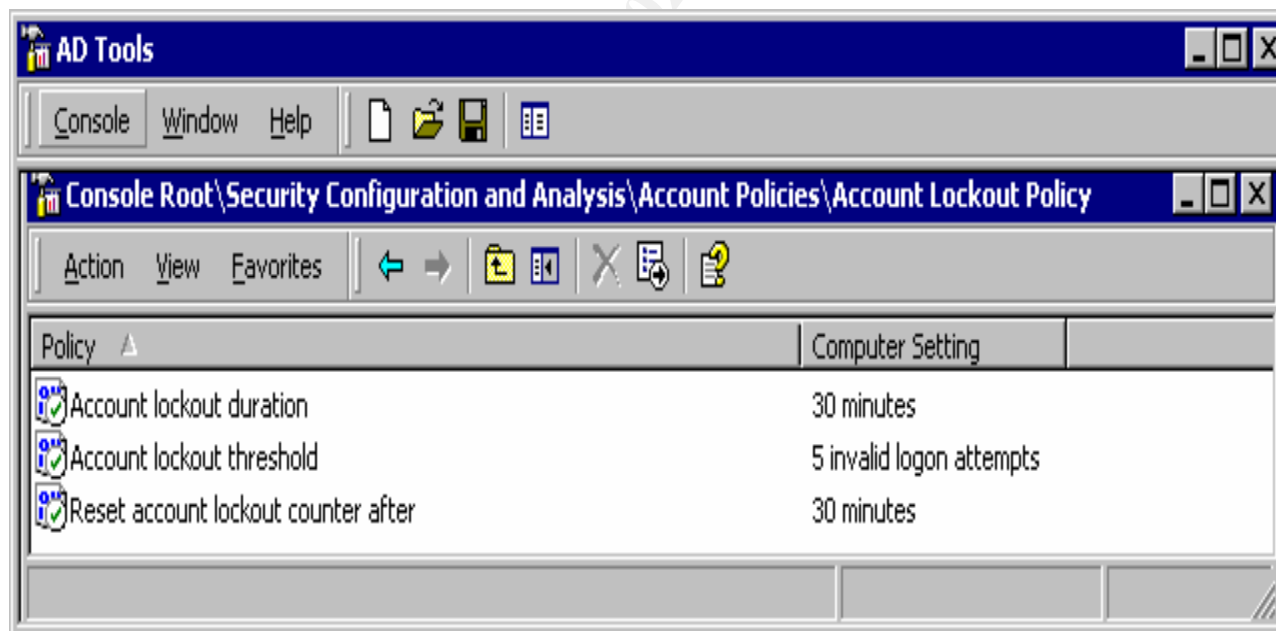 AD Tools
Console Window Help
Console Root\Security Configuration and Analysis\Account Policies\Account Lockout Policy
Action View Favorites
Policy Computer Setting
Account lockout duration 30 minutes
Account lockout threshold 5 invalid logon attempts
Reset account lockout counter after 30 minutes